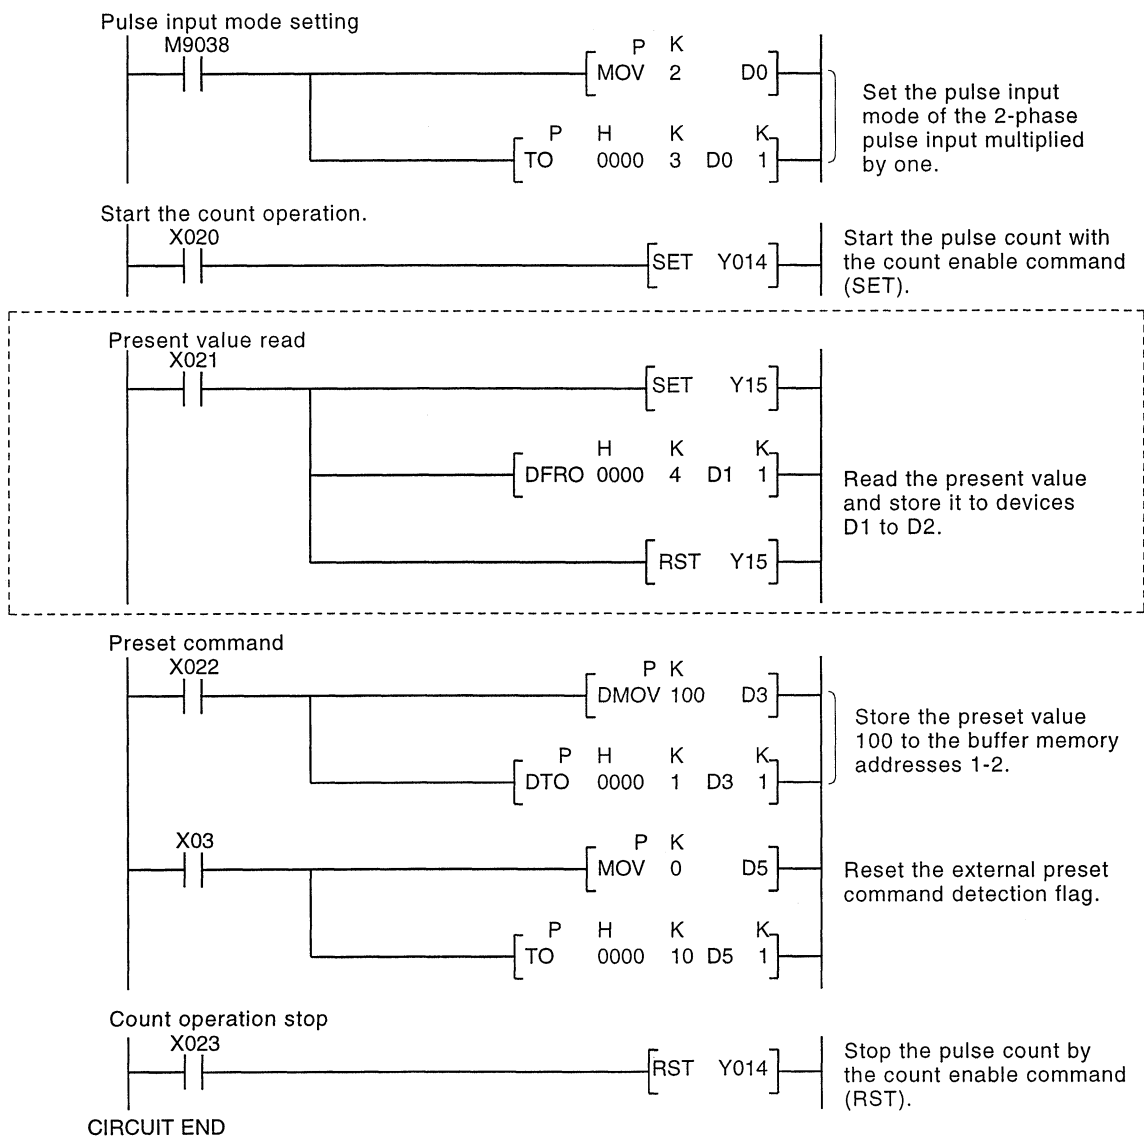 Pulse input mode setting
M9038
P K
MOV 2 D0
P H K K
TO 0000 3 D0 1
Set the pulse input
mode of the 2-phase
pulse input multiplied
by one.
Start the count operation.
X020
SET Y014
Start the pulse count with
the count enable command
(SET).
Present value read
X021
SET Y15
H K K
DFRO 0000 4 D1 1
RST Y15
Read the present value
and store it to devices
D1 to D2.
Preset command
X022
P K
DMOV 100 D3
P H K K
DTO 0000 1 D3 1
Store the preset value
100 to the buffer memory
addresses 1-2.
X03
P K
MOV 0 D5
P H K K
TO 0000 10 D5 1
Reset the external preset
command detection flag.
Count operation stop
X023
RST Y014
Stop the pulse count by
the count enable command
(RST).
CIRCUIT END